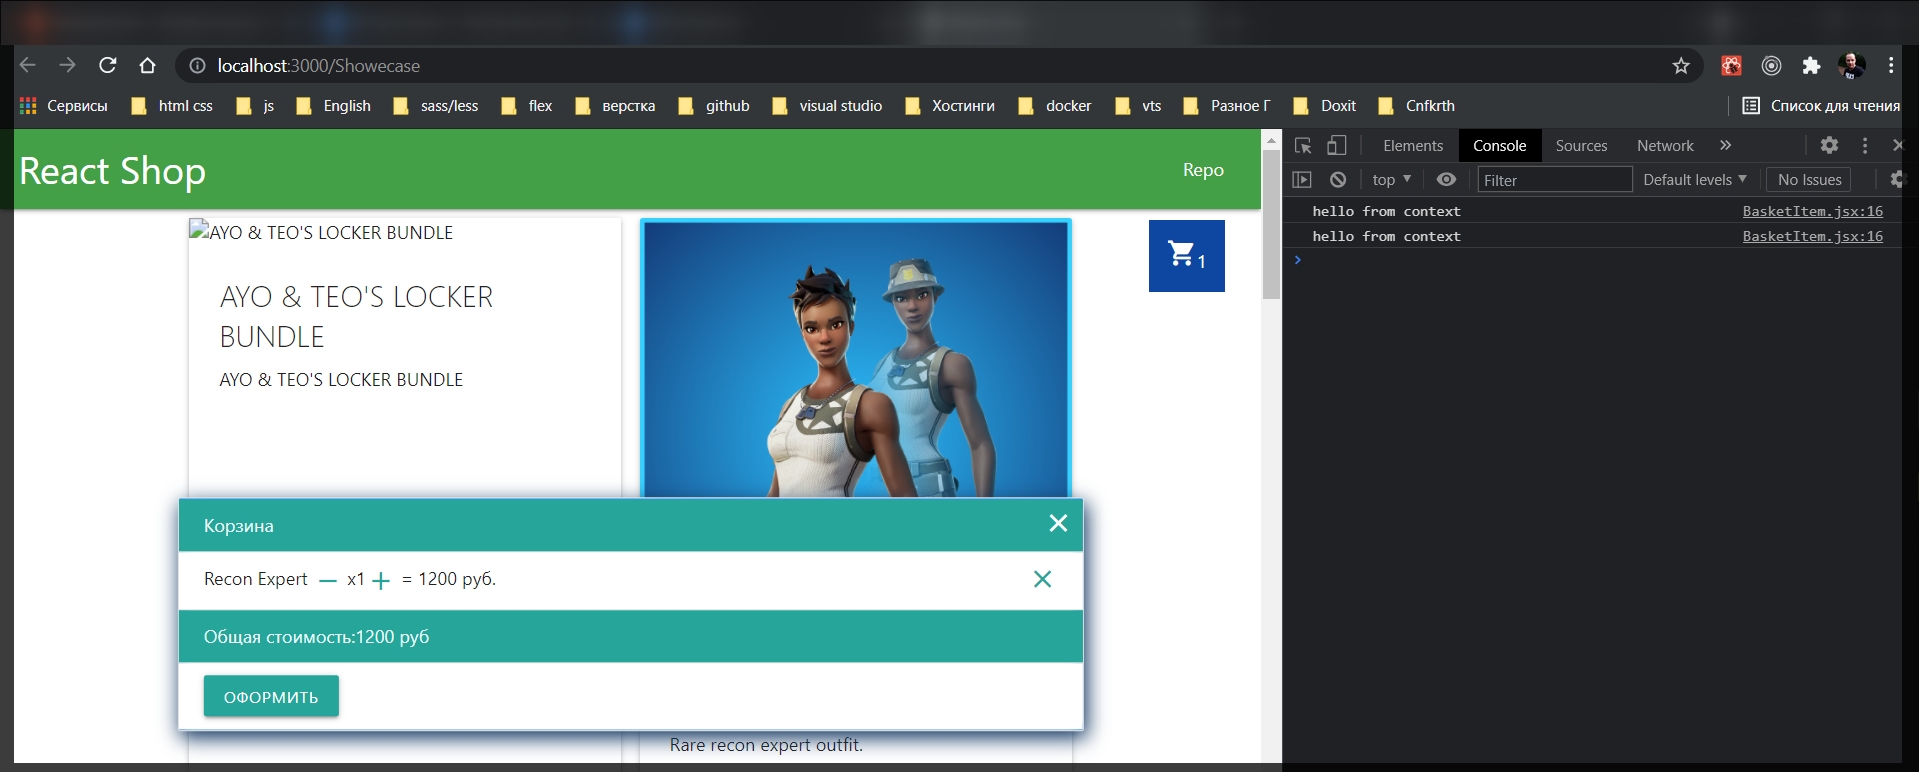 localhost:3000/Showecase
Сервисы html css js English sass/less flex верстка github visual studio Хостинги docker vts Разное Г Doxit Cnfkrth Список для чтения
React Shop
Repo
AYO & TEO'S LOCKER BUNDLE
1
AYO & TEO'S LOCKER
BUNDLE
AYO & TEO'S LOCKER BUNDLE
Корзина
Recon Expert x1 = 1200 руб.
Общая стоимость:1200 руб
ОФОРМИТЬ
Rare recon expert outfit.
Elements Console Sources Network
top Filter Default levels No Issues
hello from context BasketItem.jsx:16
hello from context BasketItem.jsx:16